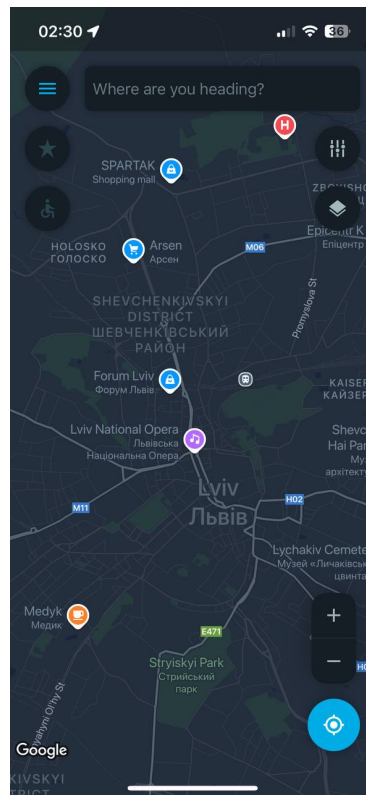 02:30
36
Where are you heading?
H
SPARTAK
Shopping mall
Epicentr K
Епіцентр
HOLOSKO
ГОЛОСКО
Arsen
Арсен
M06
Promyslova St
SHEVCHENKIVSKYI
DISTRICT
ШЕВЧЕНКІВСЬКИЙ
РАЙОН
Forum Lviv
Форум Львів
KAISER
КАЙЗЕР
Lviv National Opera
Львівська
Національна Опера
Shevc
Hai Par
Му
архітекту
Lviv
Львів
M11
H02
Lychakiv Cemete
Музей «Личаківськ
цвинта
Medyk
Медик
E471
Stryiskyi Park
Стрийський
парк
Google
KIVSKYI